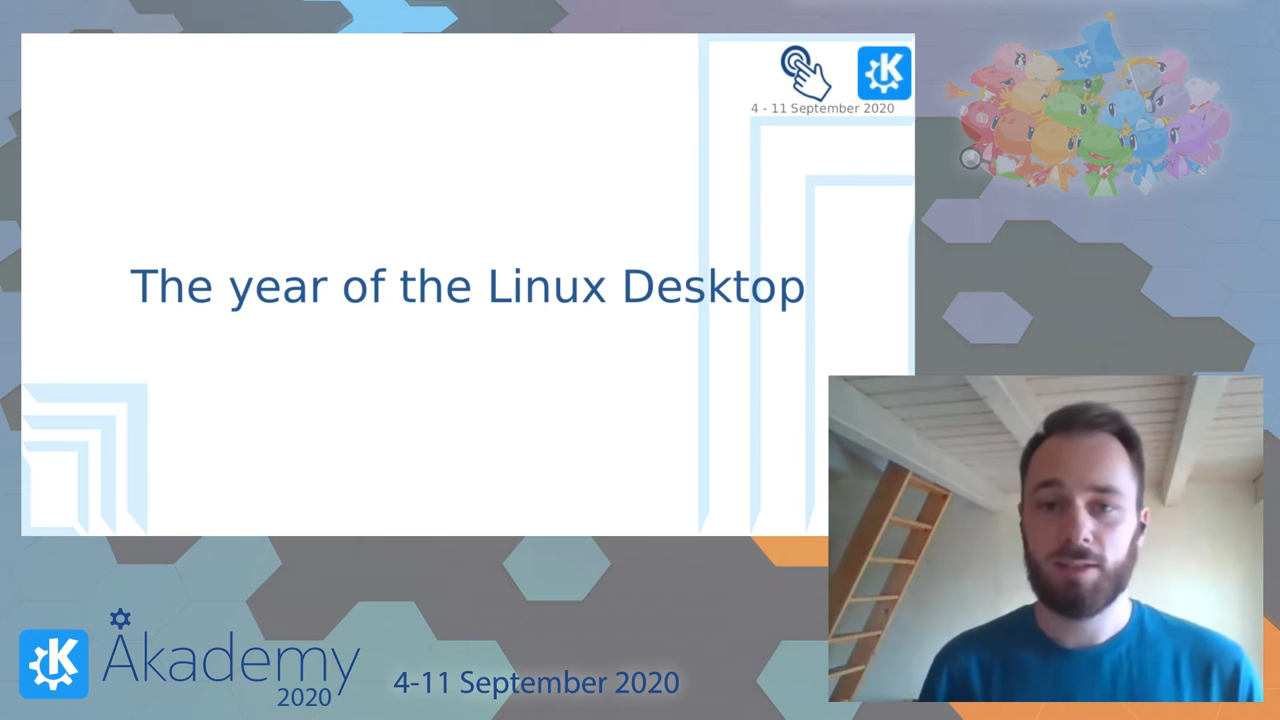 4 - 11 September 2020
The year of the Linux Desktop
Akademy
2020
4-11 September 2020